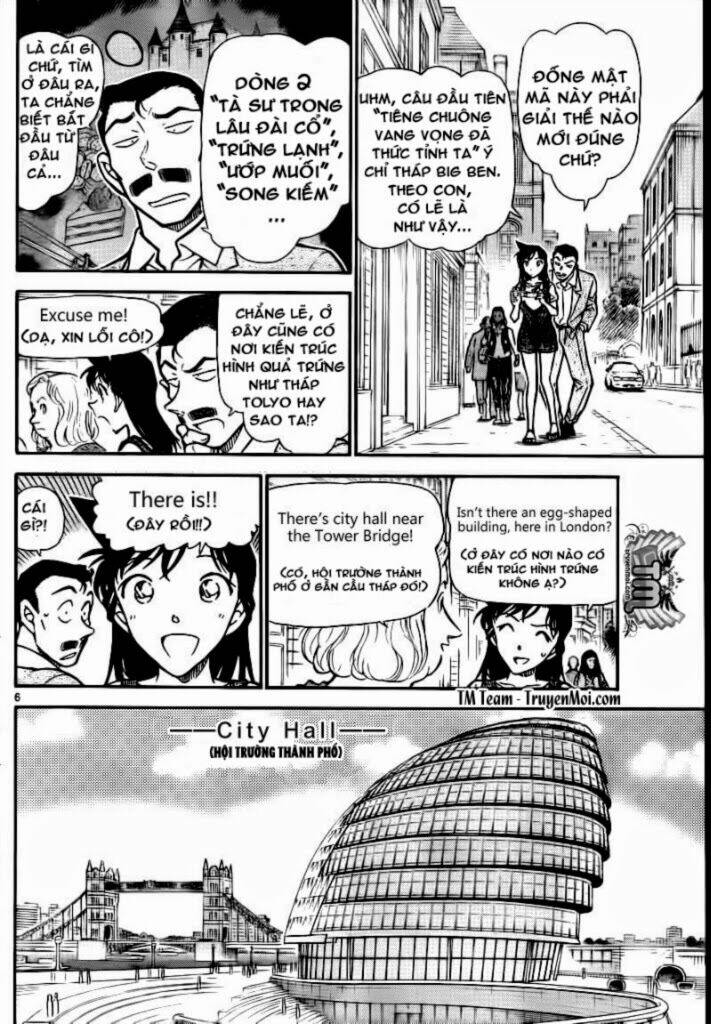 ĐỐNG MẬT
MÃ NÀY PHẢI
GIẢI THẾ NÀO
MỚI ĐÚNG
CHỨ?
UHM, CÂU ĐẦU TIÊN
"TIẾNG CHUÔNG
VANG VỌNG ĐÃ
THỨC TỈNH TA" Ý
CHỈ THÁP BIG BEN.
THEO CON,
CÓ LẼ LÀ
NHƯ VẬY...
DÒNG 2
"TÀ SƯ TRONG
LÂU ĐÀI CỔ",
"TRỨNG LẠNH",
"ƯỚP MUỐI",
"SONG KIẾM"
...
LÀ CÁI GÌ
CHỨ, TÌM
Ở ĐÂU RA,
TA CHẲNG
BIẾT BẮT
ĐẦU TỪ
ĐÂU
CẢ...
CHẲNG LẼ, Ở
ĐÂY CŨNG CÓ
NƠI KIẾN TRÚC
HÌNH QUẢ TRỨNG
NHƯ THÁP
TOLYO HAY
SAO TA!?
Excuse me!
(DẠ, XIN LỖI CÔ!)
Isn't there an egg-shaped
building, here in London?
(Ở ĐÂY CÓ NƠI NÀO CÓ
KIẾN TRÚC HÌNH TRỨNG
KHÔNG Ạ?)
There's city hall near
the Tower Bridge!
(CÓ, HỘI TRƯỜNG THÀNH
PHỐ Ở GẦN CẦU THÁP ĐÓ!)
There is!!
(ĐÂY RỒI!!)
CÁI
GÌ?!
TM
TM Team - TruyenMoi.com
6
——City Hall——
(HỘI TRƯỜNG THÀNH PHỐ)